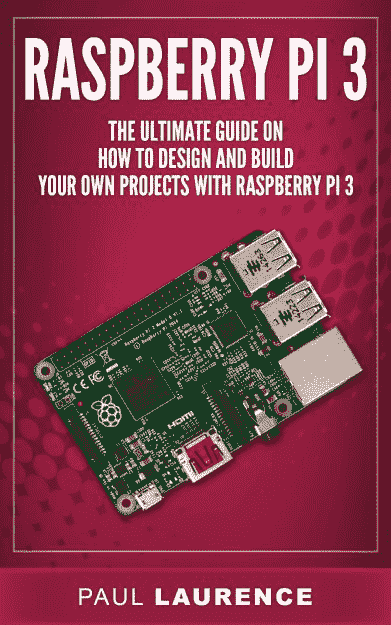 RASPBERRY PI 3
THE ULTIMATE GUIDE ON
HOW TO DESIGN AND BUILD
YOUR OWN PROJECTS WITH RASPBERRY PI 3
HDMI
PAUL LAURENCE